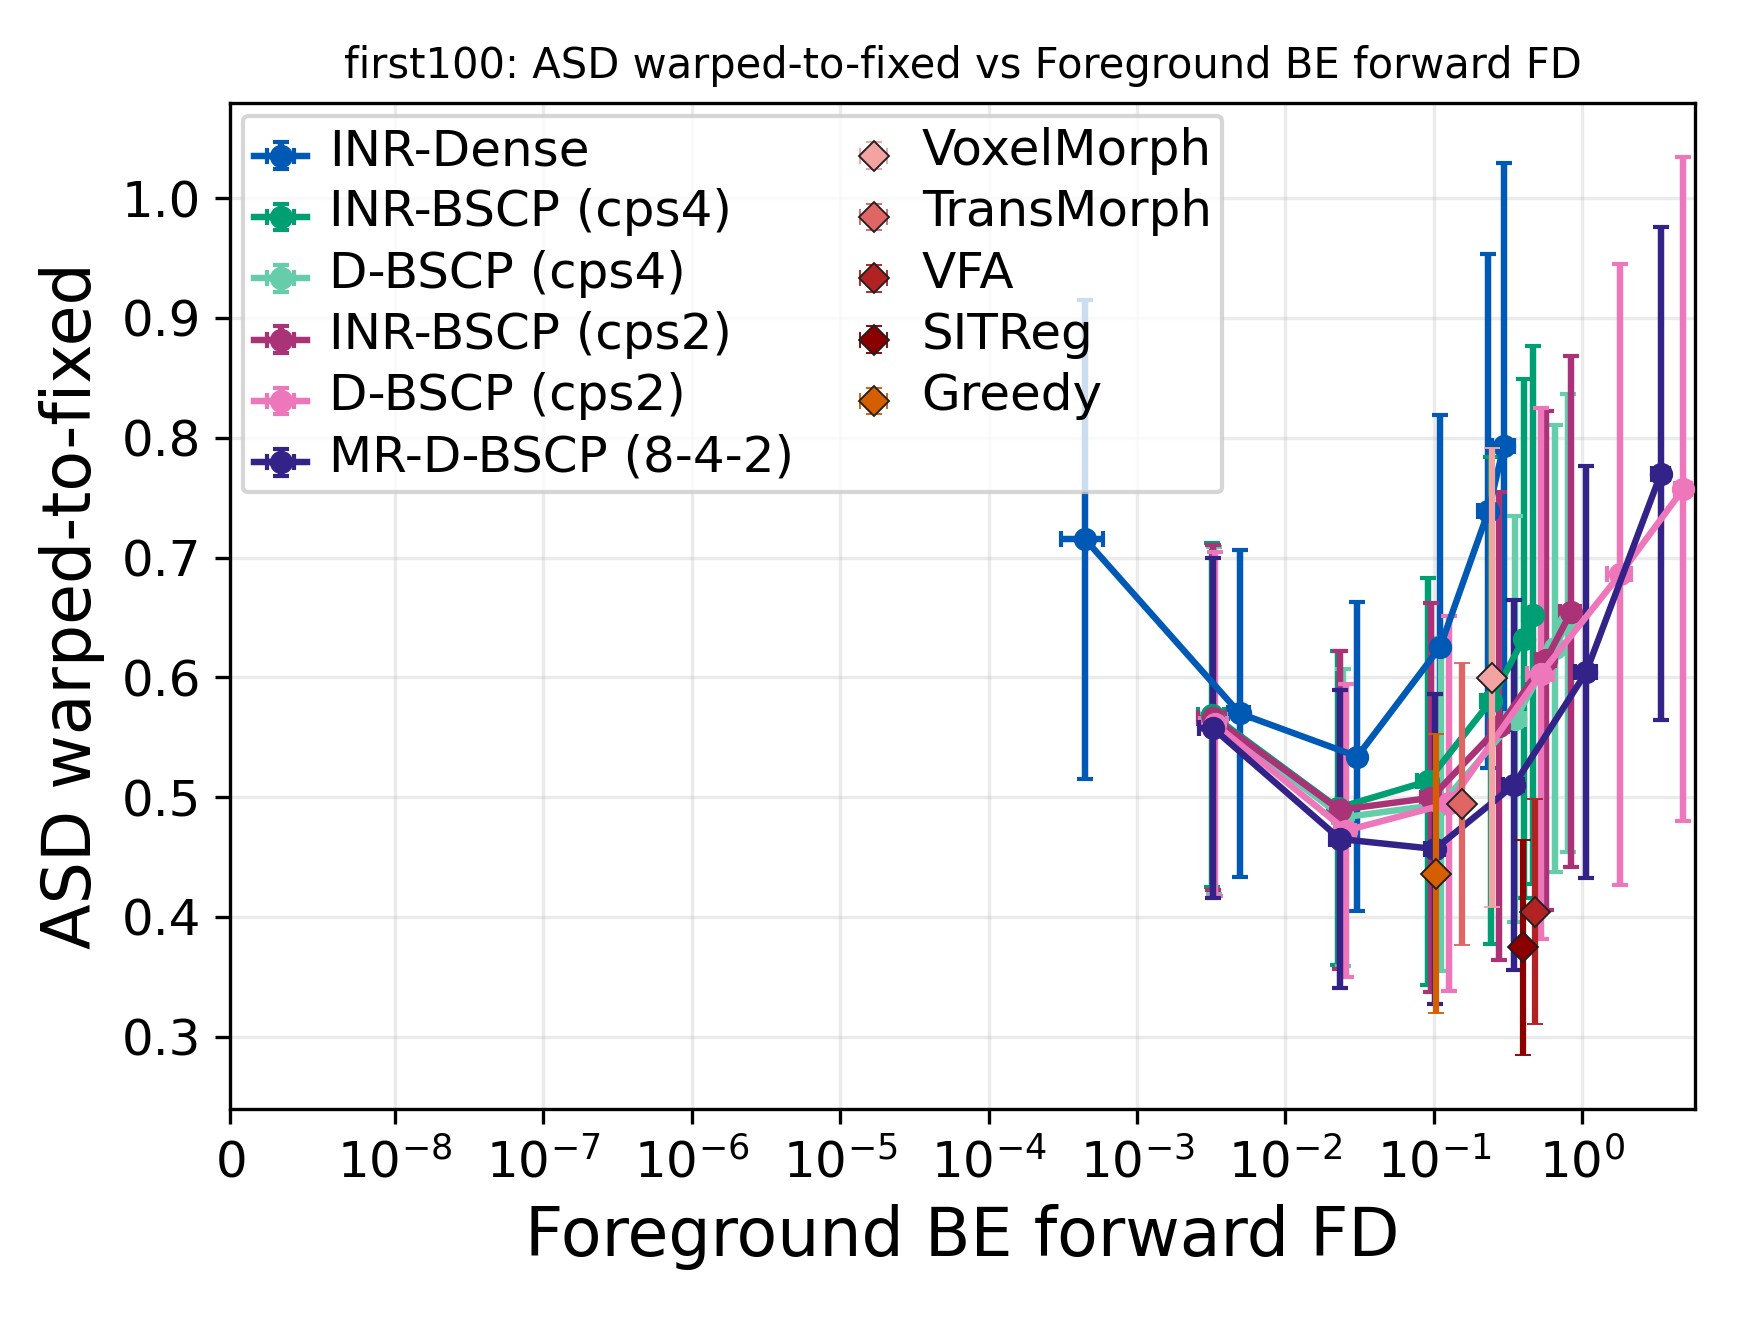 first100: ASD warped-to-fixed vs Foreground BE forward FD
INR-Dense
INR-BSCP (cps4)
D-BSCP (cps4)
INR-BSCP (cps2)
D-BSCP (cps2)
MR-D-BSCP (8-4-2)
VoxelMorph
TransMorph
VFA
SITReg
Greedy
ASD warped-to-fixed
1.0
0.9
0.8
0.7
0.6
0.5
0.4
0.3
0 10⁻⁸ 10⁻⁷ 10⁻⁶ 10⁻⁵ 10⁻⁴ 10⁻³ 10⁻² 10⁻¹ 10⁰
Foreground BE forward FD